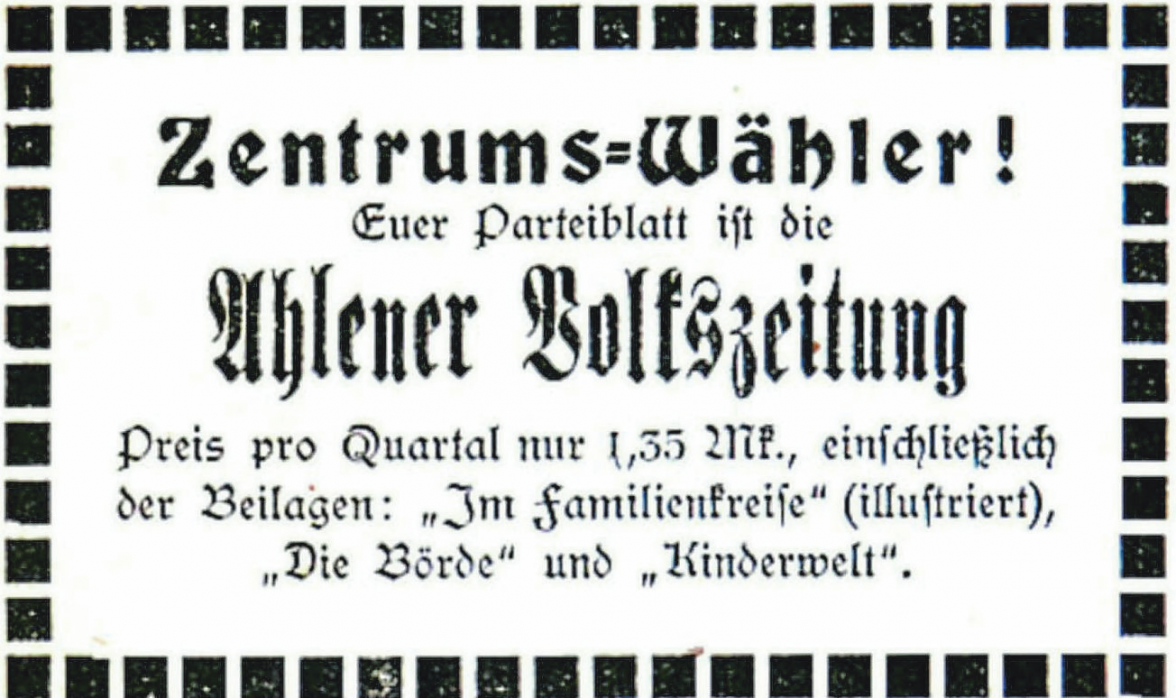 Zentrums=Wähler!
Euer Parteiblatt ist die
Ahlener Volkszeitung
Preis pro Quartal nur 1,35 Mk., einschließlich
der Beilagen: „Im Familienkreise“ (illustriert),
„Die Börde“ und „Kinderwelt“.